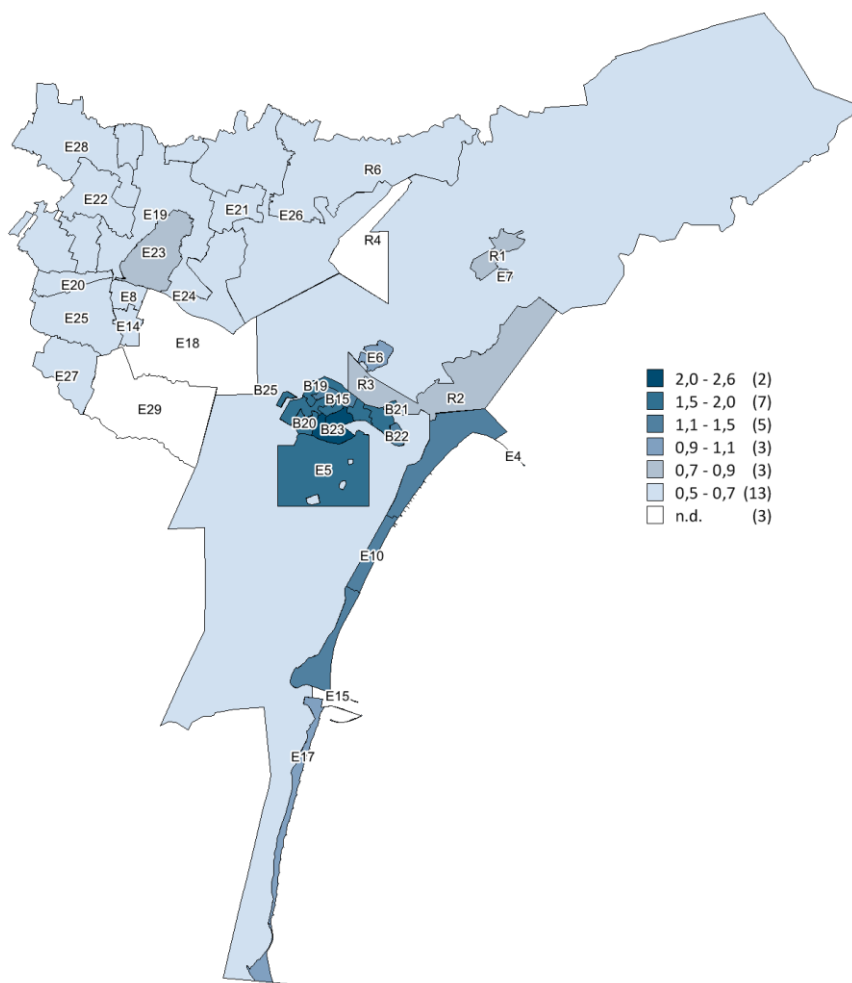 E28
R6
E22
E19
E21
E26
R4
E23
R1
E7
E20
E8
E24
E25
E14
E18
E6
E27
R3
B19
B25
B15
R2
E29
B21
B20
B23
B22
E4
E5
E10
E15
E17
2,0 - 2,6 (2)
1,5 - 2,0 (7)
1,1 - 1,5 (5)
0,9 - 1,1 (3)
0,7 - 0,9 (3)
0,5 - 0,7 (13)
n.d. (3)